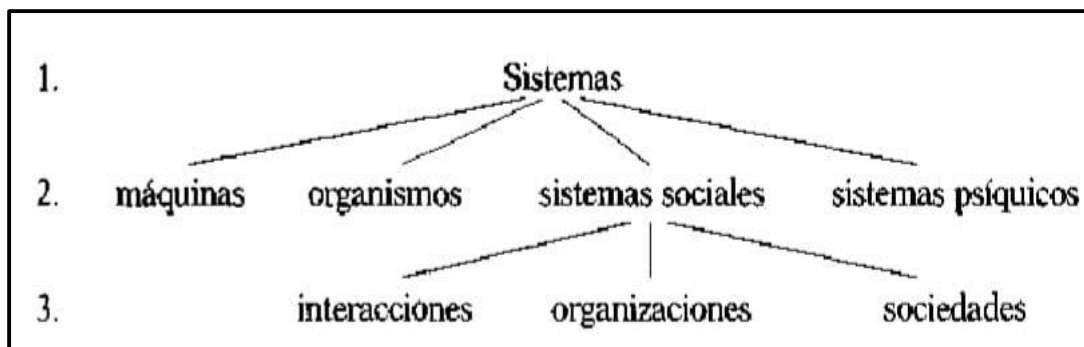 1. Sistemas
2. máquinas organismos sistemas sociales sistemas psíquicos
3. interacciones organizaciones sociedades